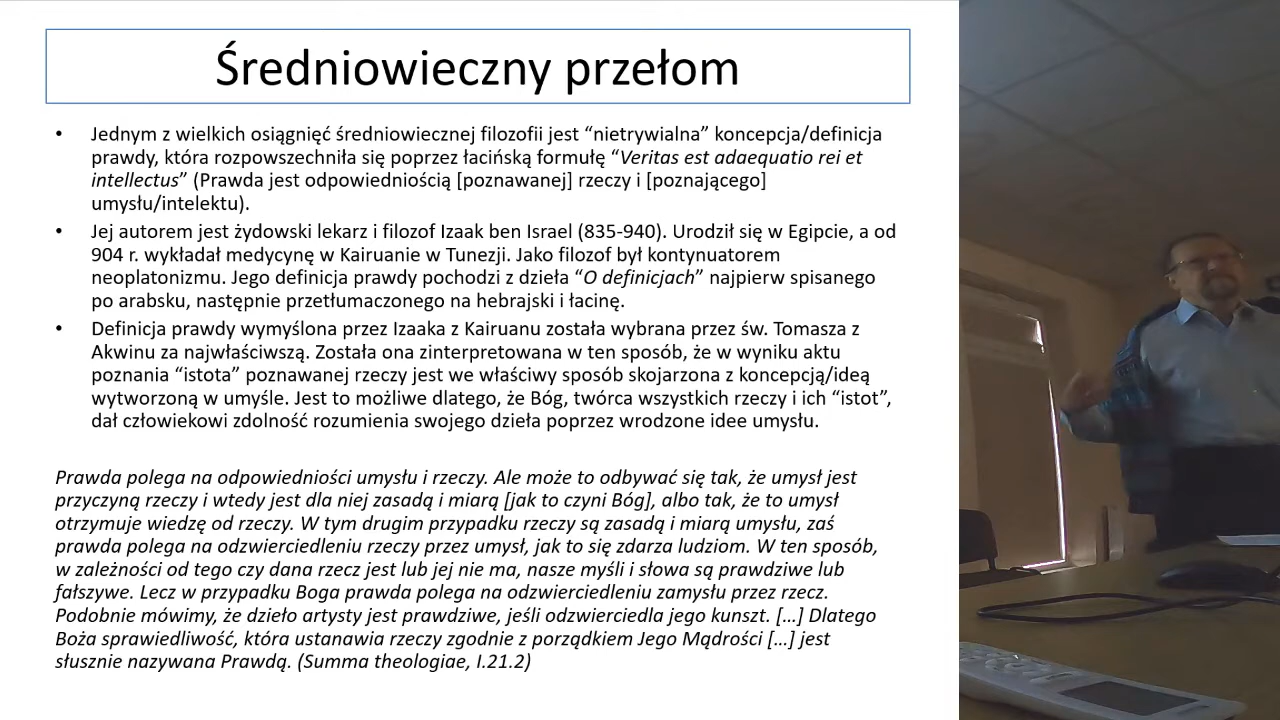 Średniowieczny przełom
• Jednym z wielkich osiągnięć średniowiecznej filozofii jest “nietrywialna” koncepcja/definicja
prawdy, która rozpowszechniła się poprzez łacińską formułę “Veritas est adaequatio rei et
intellectus” (Prawda jest odpowiedniością [poznawanej] rzeczy i [poznającego]
umysłu/intelektu).
• Jej autorem jest żydowski lekarz i filozof Izaak ben Israel (835-940). Urodził się w Egipcie, a od
904 r. wykładał medycynę w Kairuanie w Tunezji. Jako filozof był kontynuatorem
neoplatonizmu. Jego definicja prawdy pochodzi z dzieła “O definicjach” najpierw spisanego
po arabsku, następnie przetłumaczonego na hebrajski i łacinę.
• Definicja prawdy wymyślona przez Izaaka z Kairuanu została wybrana przez św. Tomasza z
Akwinu za najwłaściwszą. Została ona zinterpretowana w ten sposób, że w wyniku aktu
poznania “istota” poznawanej rzeczy jest we właściwy sposób skojarzona z koncepcją/ideą
wytworzoną w umyśle. Jest to możliwe dlatego, że Bóg, twórca wszystkich rzeczy i ich “istot”,
dał człowiekowi zdolność rozumienia swojego dzieła poprzez wrodzone idee umysłu.
Prawda polega na odpowiedniości umysłu i rzeczy. Ale może to odbywać się tak, że umysł jest
przyczyną rzeczy i wtedy jest dla niej zasadą i miarą [jak to czyni Bóg], albo tak, że to umysł
otrzymuje wiedzę od rzeczy. W tym drugim przypadku rzeczy są zasadą i miarą umysłu, zaś
prawda polega na odzwierciedleniu rzeczy przez umysł, jak to się zdarza ludziom. W ten sposób,
w zależności od tego czy dana rzecz jest lub jej nie ma, nasze myśli i słowa są prawdziwe lub
fałszywe. Lecz w przypadku Boga prawda polega na odzwierciedleniu zamysłu przez rzecz.
Podobnie mówimy, że dzieło artysty jest prawdziwe, jeśli odzwierciedla jego kunszt. […] Dlatego
Boża sprawiedliwość, która ustanawia rzeczy zgodnie z porządkiem Jego Mądrości […] jest
słusznie nazywana Prawdą. (Summa theologiae, I.21.2)